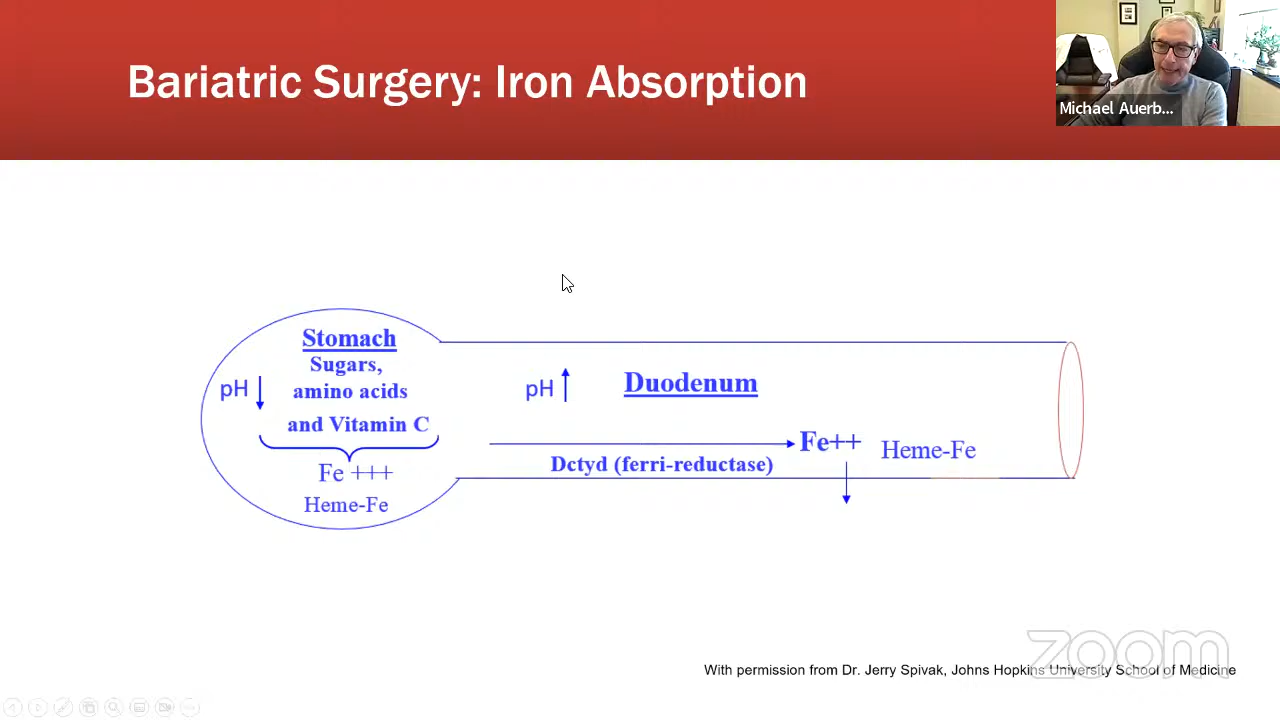 Bariatric Surgery: Iron Absorption
Michael Auerb...
Stomach
Sugars,
amino acids
and Vitamin C
pH
Fe +++
Heme-Fe
pH
Duodenum
Dctyd (ferri-reductase)
Fe++
Heme-Fe
zoom
With permission from Dr. Jerry Spivak, Johns Hopkins University School of Medicine